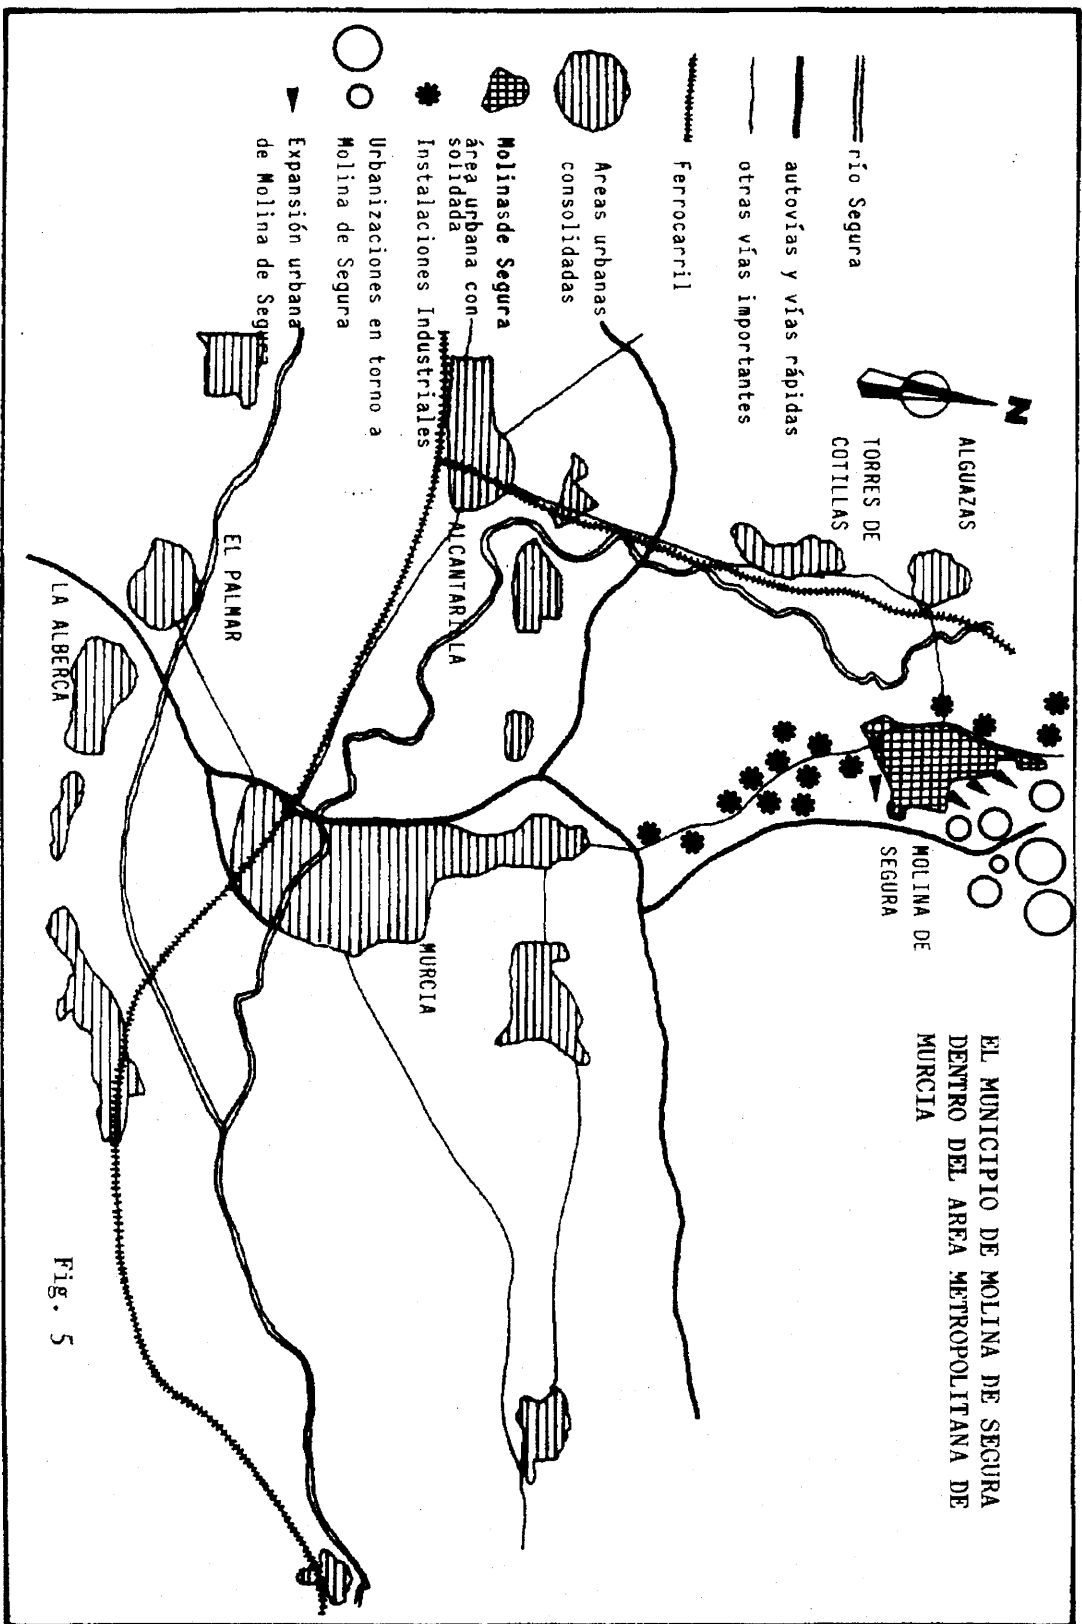 EL MUNICIPIO DE MOLINA DE SEGURA
DENTRO DEL AREA METROPOLITANA DE
MURCIA
N
ALGUAZAS
TORRES DE
COTILLAS
MOLINA DE
SEGURA
MURCIA
ALCANTARILLA
EL PALMAR
LA ALBERCA
río Segura
autovías y vías rápidas
otras vías importantes
Ferrocarril
Areas urbanas
consolidadas
Molinasde Segura
área urbana con
solidada
Instalaciones Industriales
Urbanizaciones en torno a
Molina de Segura
Expansión urbana
de Molina de Segura
Fig. 5